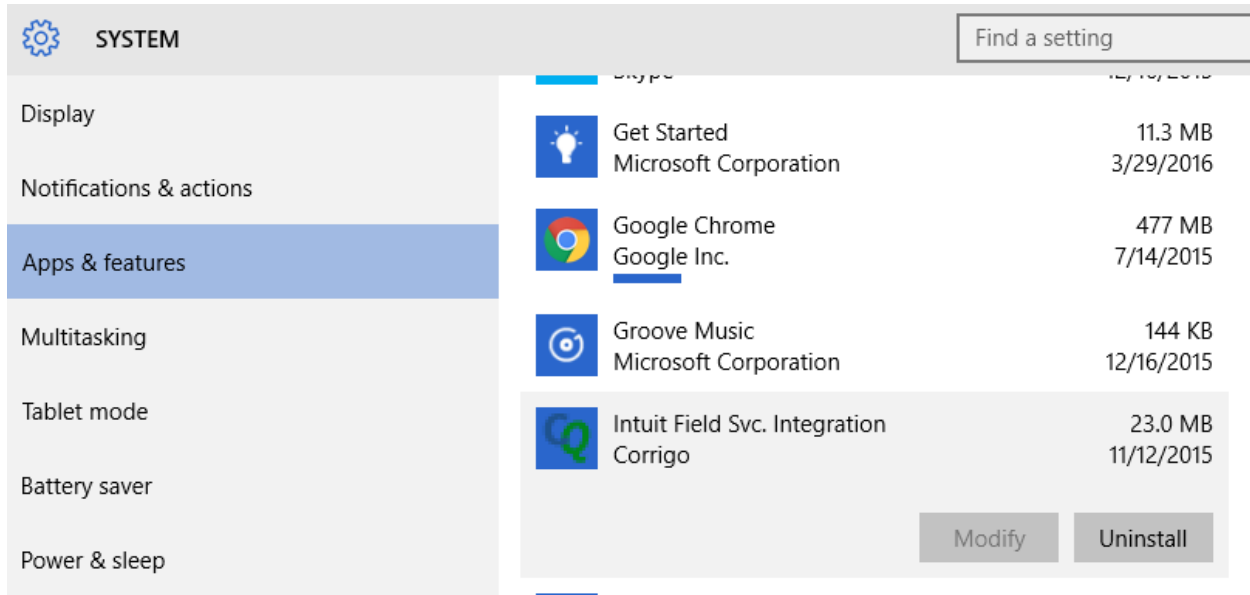 SYSTEM
Find a setting
Display
Notifications & actions
Apps & features
Multitasking
Tablet mode
Battery saver
Power & sleep
Skype
Get Started
11.3 MB
Microsoft Corporation
3/29/2016
Google Chrome
477 MB
Google Inc.
7/14/2015
Groove Music
144 KB
Microsoft Corporation
12/16/2015
Intuit Field Svc. Integration
23.0 MB
Corrigo
11/12/2015
Modify
Uninstall